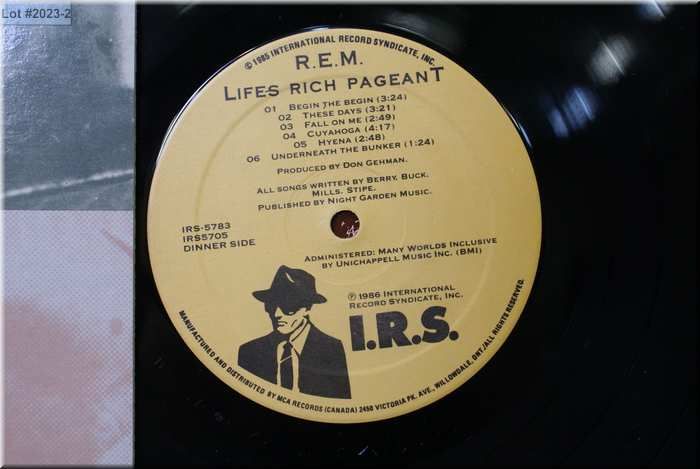 Lot #2023-2
© 1985 INTERNATIONAL RECORD SYNDICATE, INC.
R.E.M.
LIFES RICH PAGEANT
01 BEGIN THE BEGIN (3:24)
02 THESE DAYS (3:21)
03 FALL ON ME (2:49)
04 CUYAHOGA (4:17)
05 HYENA (2:48)
06 UNDERNEATH THE BUNKER (1:24)
PRODUCED BY DON GEHMAN.
ALL SONGS WRITTEN BY BERRY. BUCK.
MILLS. STIPE.
PUBLISHED BY NIGHT GARDEN MUSIC.
IRS-5783
IRS5705
DINNER SIDE
ADMINISTERED: MANY WORLDS INCLUSIVE
BY UNICHAPPELL MUSIC INC. (BMI)
℗ 1986 INTERNATIONAL
RECORD SYNDICATE, INC.
I.R.S.
MANUFACTURED AND DISTRIBUTED BY MCA RECORDS (CANADA) 2450 VICTORIA PK. AVE., WILLOWDALE, ONT./ALL RIGHTS RESERVED.